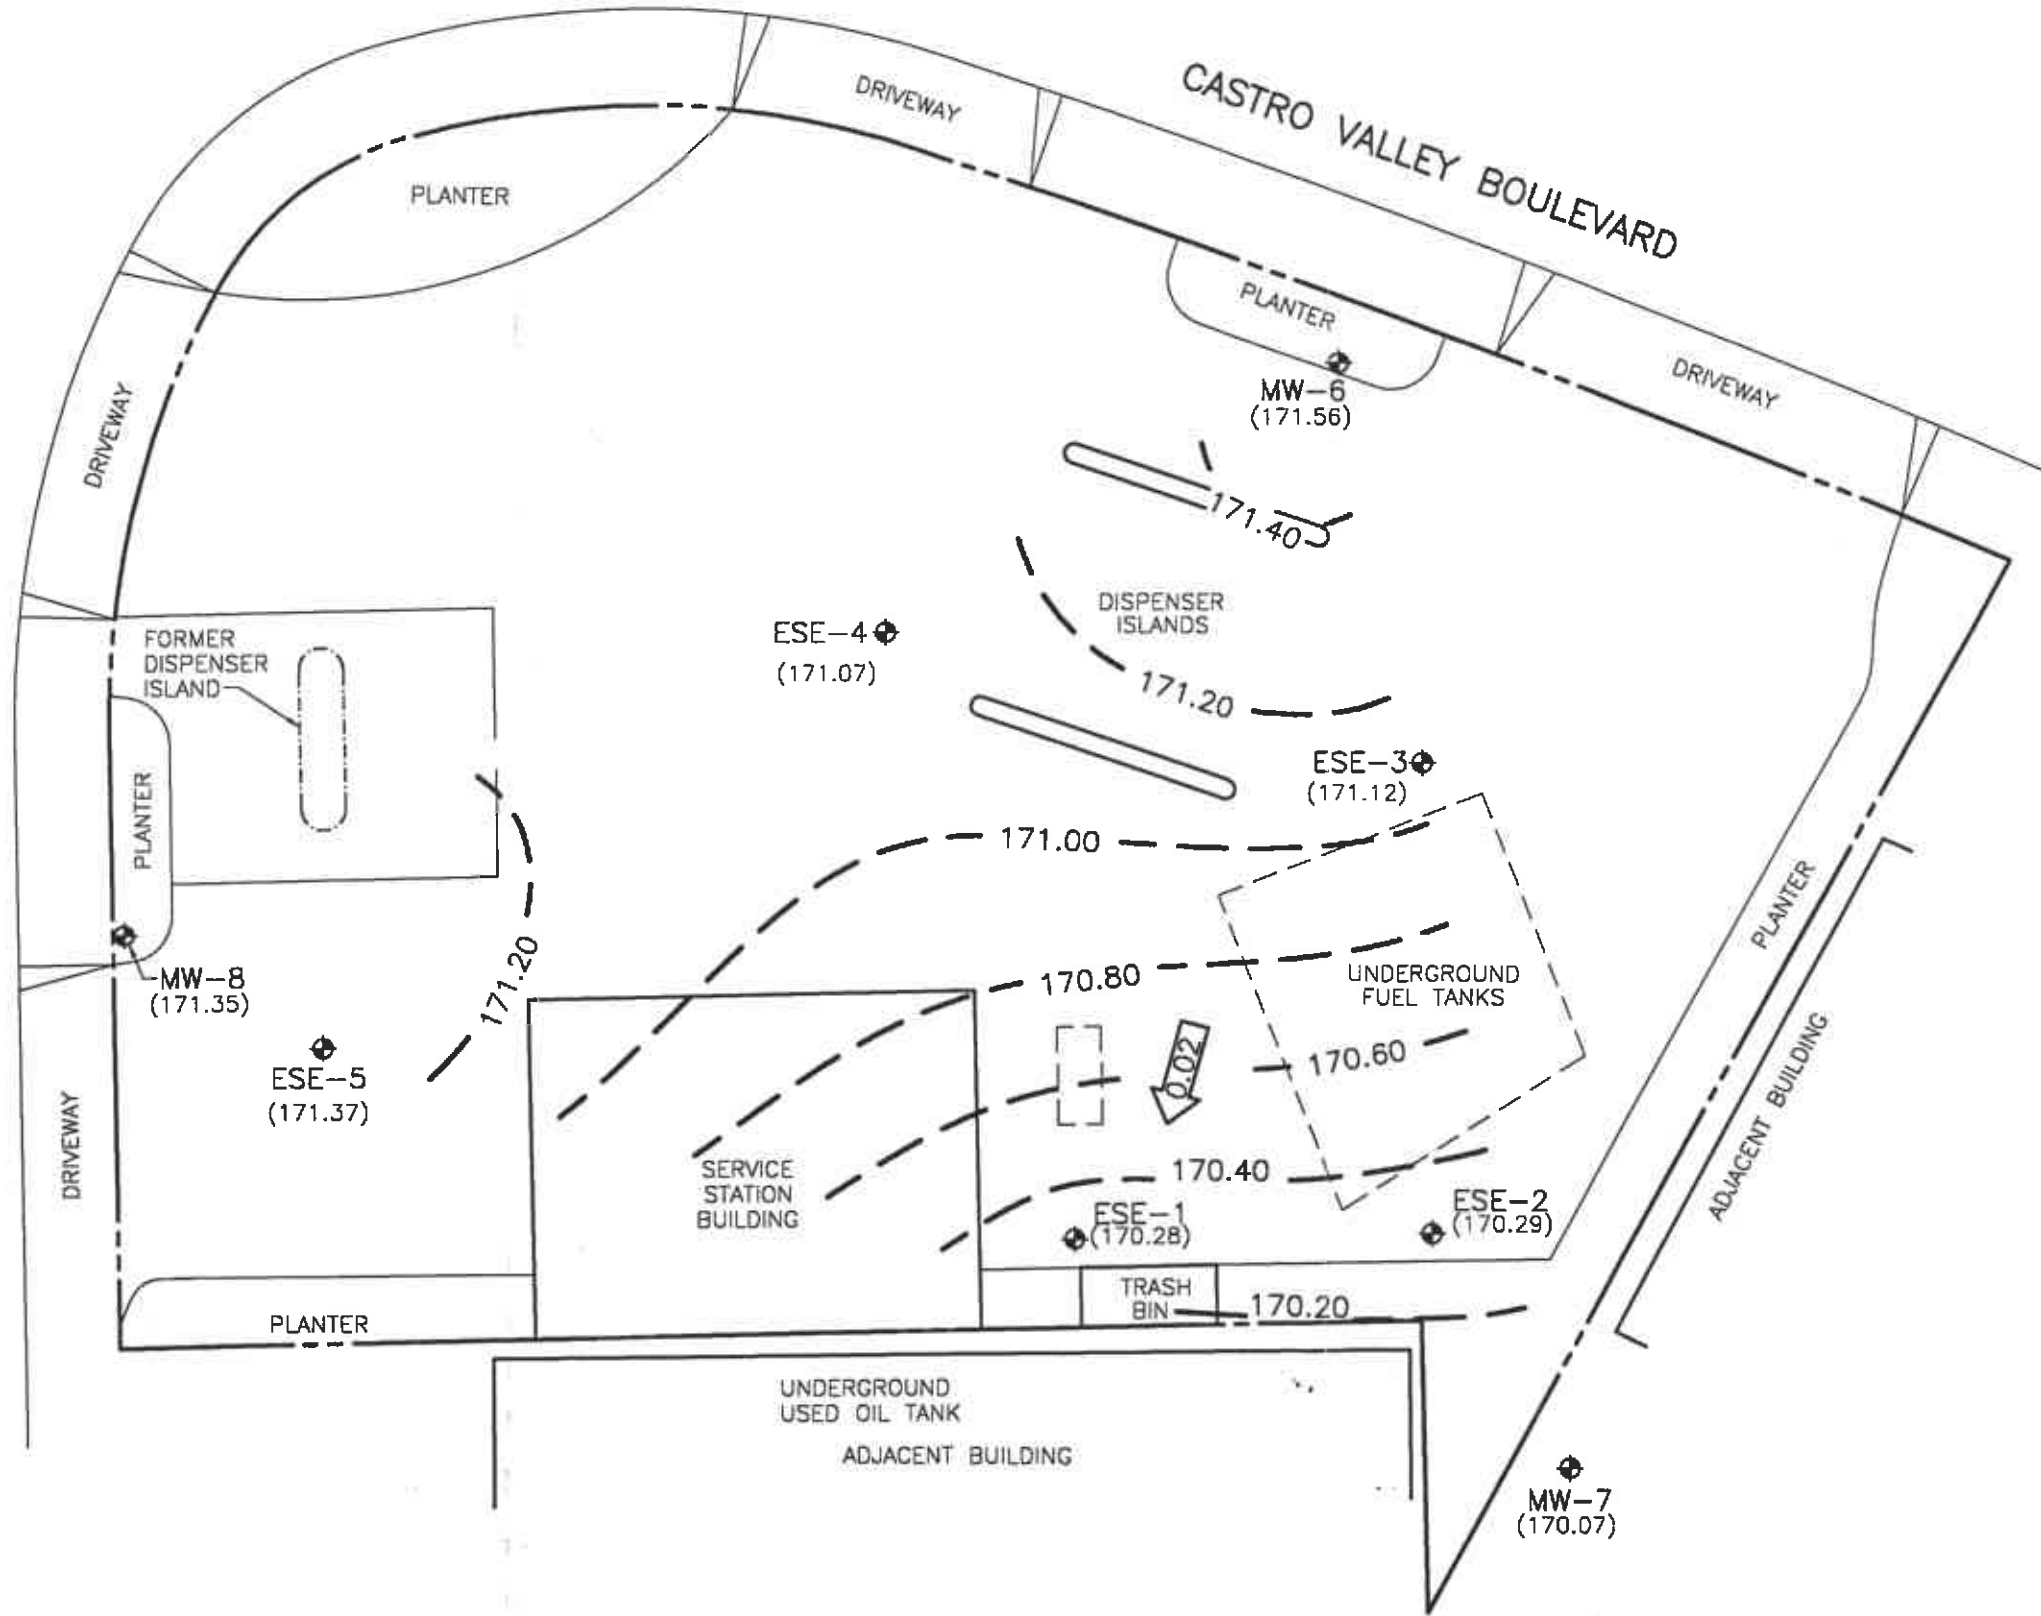 CASTRO VALLEY BOULEVARD
DRIVEWAY
PLANTER
PLANTER
DRIVEWAY
MW-6
(171.56)
DRIVEWAY
171.40
DISPENSER
ISLANDS
ESE-4
(171.07)
FORMER
DISPENSER
ISLAND
171.20
ESE-3
(171.12)
PLANTER
171.00
PLANTER
171.20
170.80
UNDERGROUND
FUEL TANKS
MW-8
(171.35)
0.02
170.60
ESE-5
(171.37)
ADJACENT BUILDING
DRIVEWAY
SERVICE
STATION
BUILDING
170.40
ESE-1
(170.28)
ESE-2
(170.29)
TRASH
BIN
170.20
PLANTER
UNDERGROUND
USED OIL TANK
ADJACENT BUILDING
MW-7
(170.07)